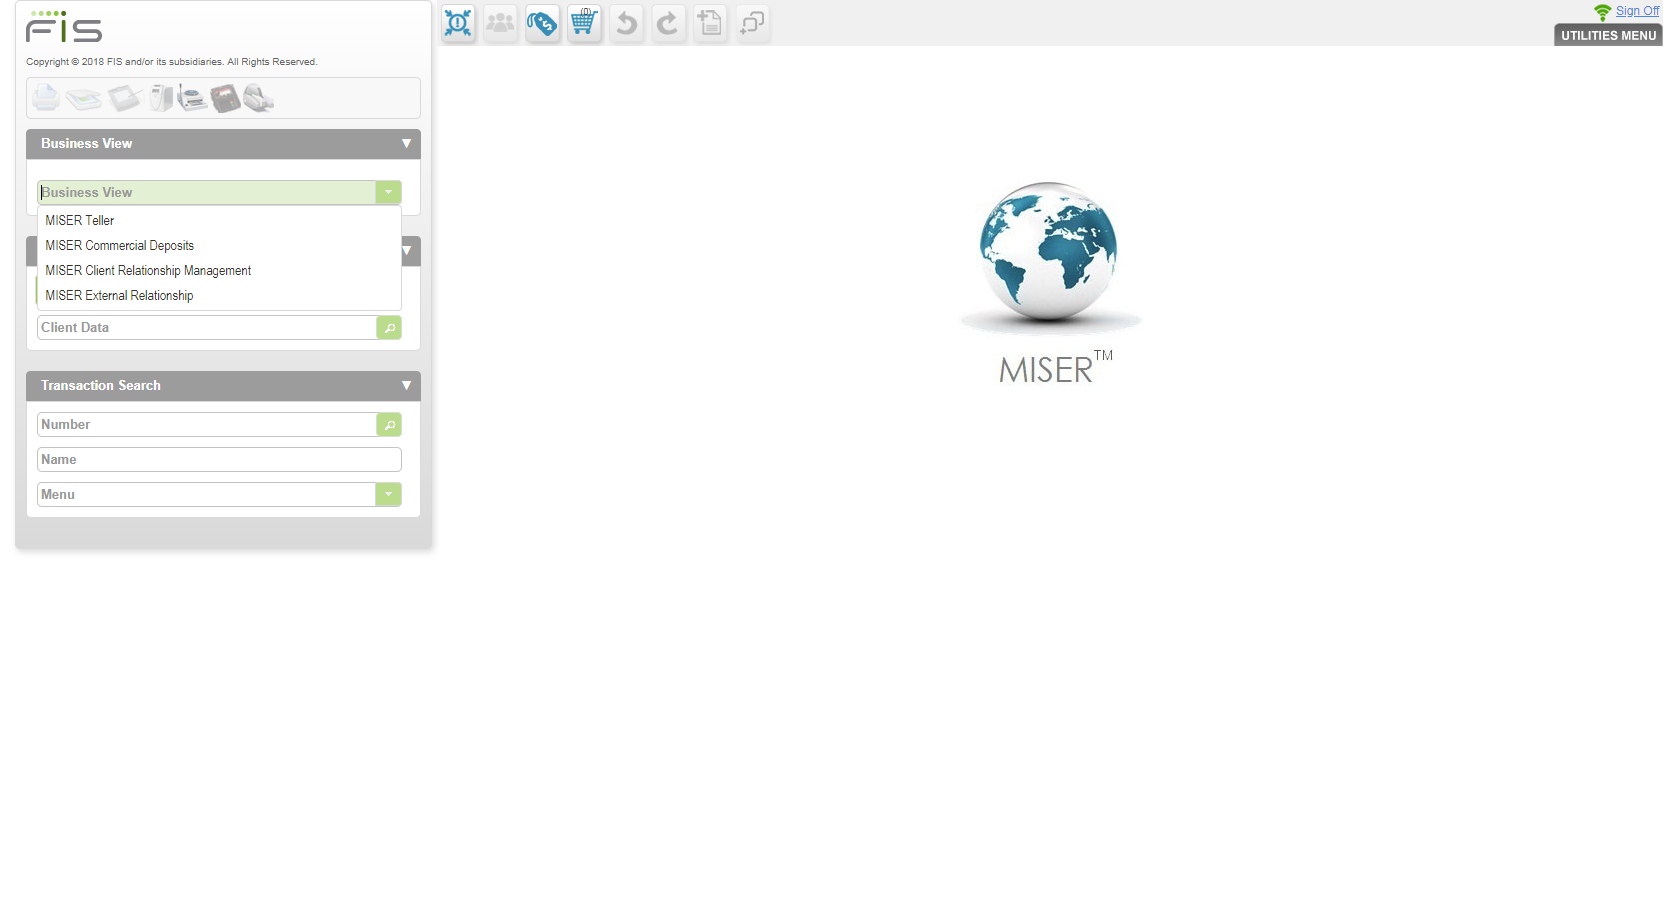 FIS
Copyright © 2018 FIS and/or its subsidiaries. All Rights Reserved.
(0)
Sign Off
UTILITIES MENU
Business View
Business View
MISER Teller
MISER Commercial Deposits
MISER Client Relationship Management
MISER External Relationship
Client Data
Transaction Search
Number
Name
Menu
MISER™